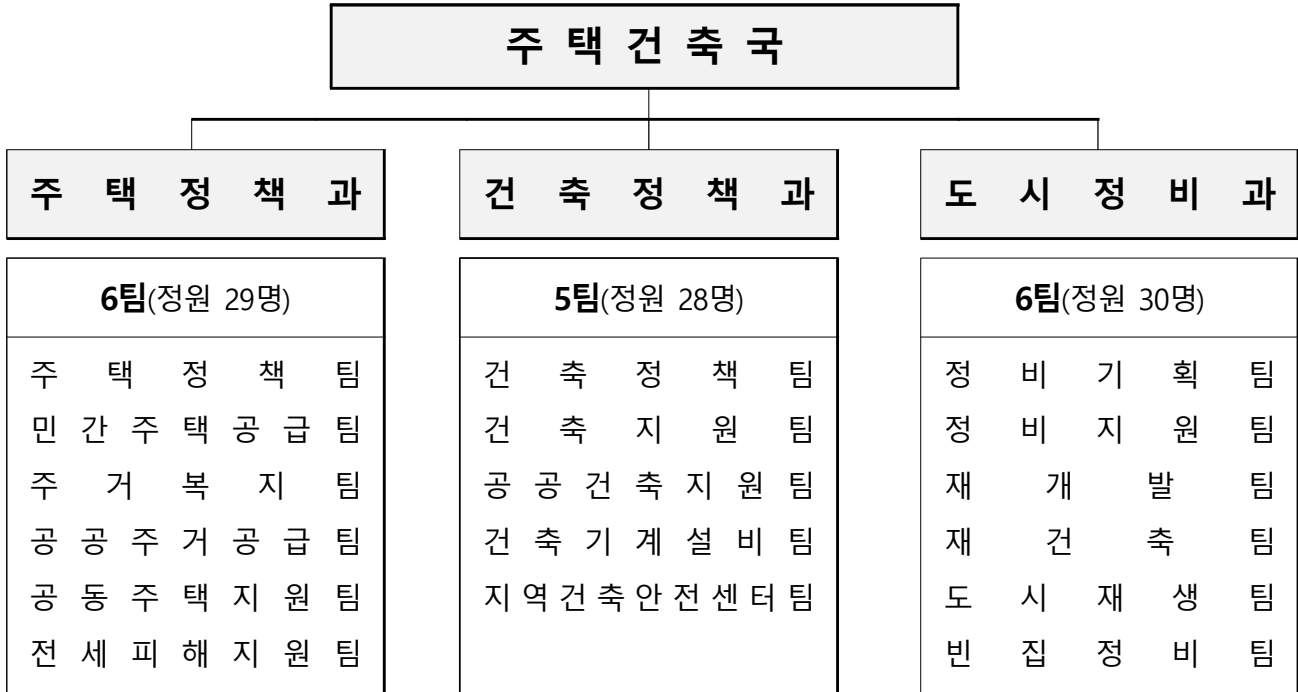 주택건축국
주택정책과
6팀(정원 29명)
주택정책팀
민간주택공급팀
주거복지팀
공공주거공급팀
공동주택지원팀
전세피해지원팀
건축정책과
5팀(정원 28명)
건축정책팀
건축지원팀
공공건축지원팀
건축기계설비팀
지역건축안전센터팀
도시정비과
6팀(정원 30명)
정비기획팀
정비지원팀
재개발팀
재건축팀
도시재생팀
빈집정비팀